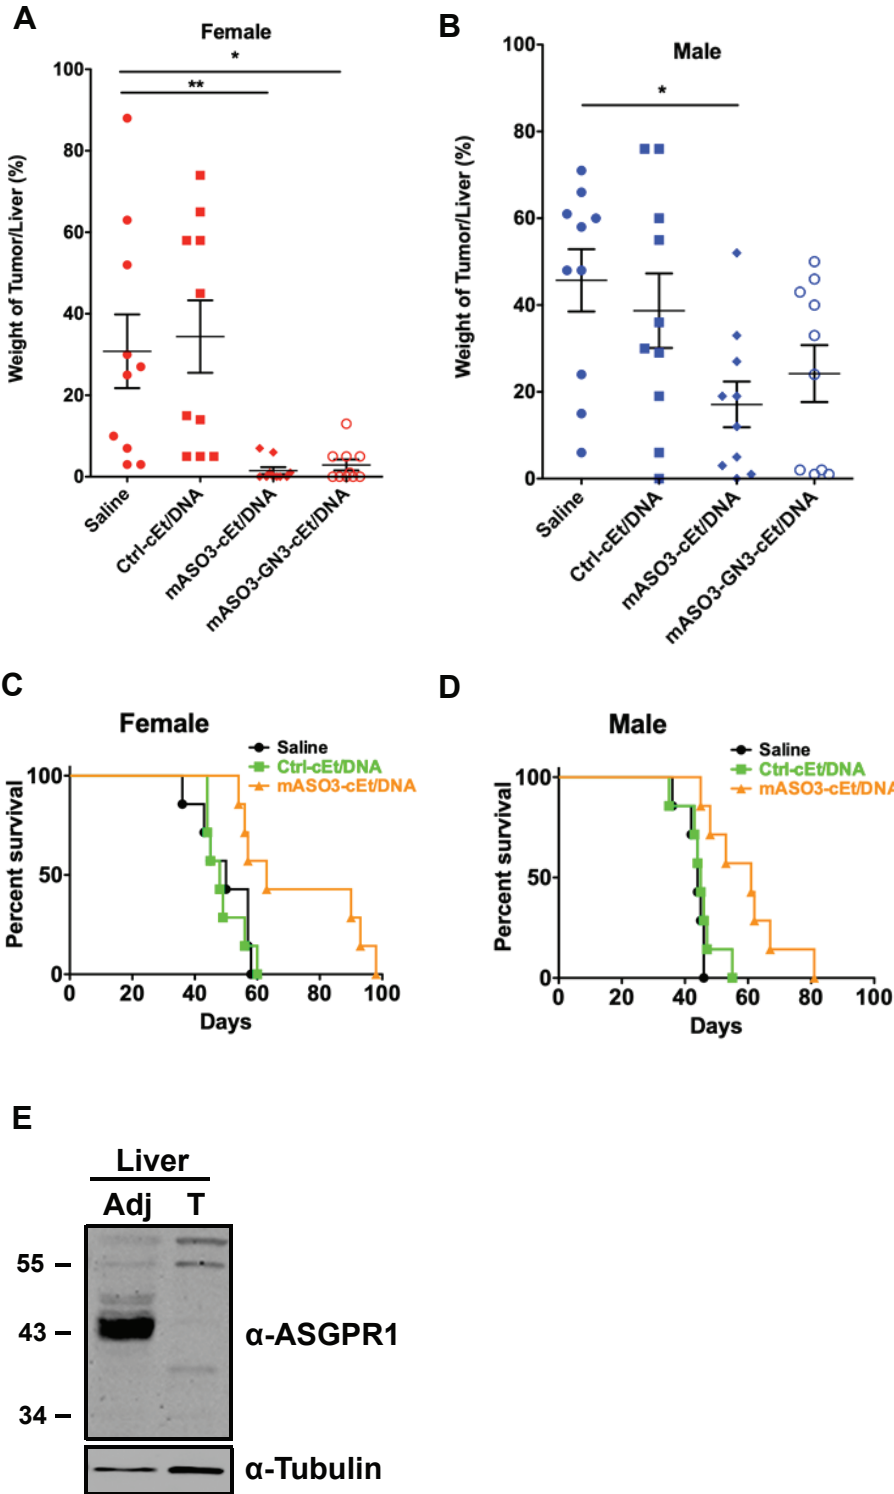 A
Female
*
**
100
80
60
40
20
0
Weight of Tumor/Liver (%)
Saline
Ctrl-cEt/DNA
mASO3-cEt/DNA
mASO3-GN3-cEt/DNA
B
Male
*
100
80
60
40
20
0
Weight of Tumor/Liver (%)
Saline
Ctrl-cEt/DNA
mASO3-cEt/DNA
mASO3-GN3-cEt/DNA
C
Female
Saline
Ctrl-cEt/DNA
mASO3-cEt/DNA
Percent survival
100
50
0
0 20 40 60 80 100
Days
D
Male
Saline
Ctrl-cEt/DNA
mASO3-cEt/DNA
Percent survival
100
50
0
0 20 40 60 80 100
Days
E
Liver
Adj T
55
43
34
α-ASGPR1
α-Tubulin